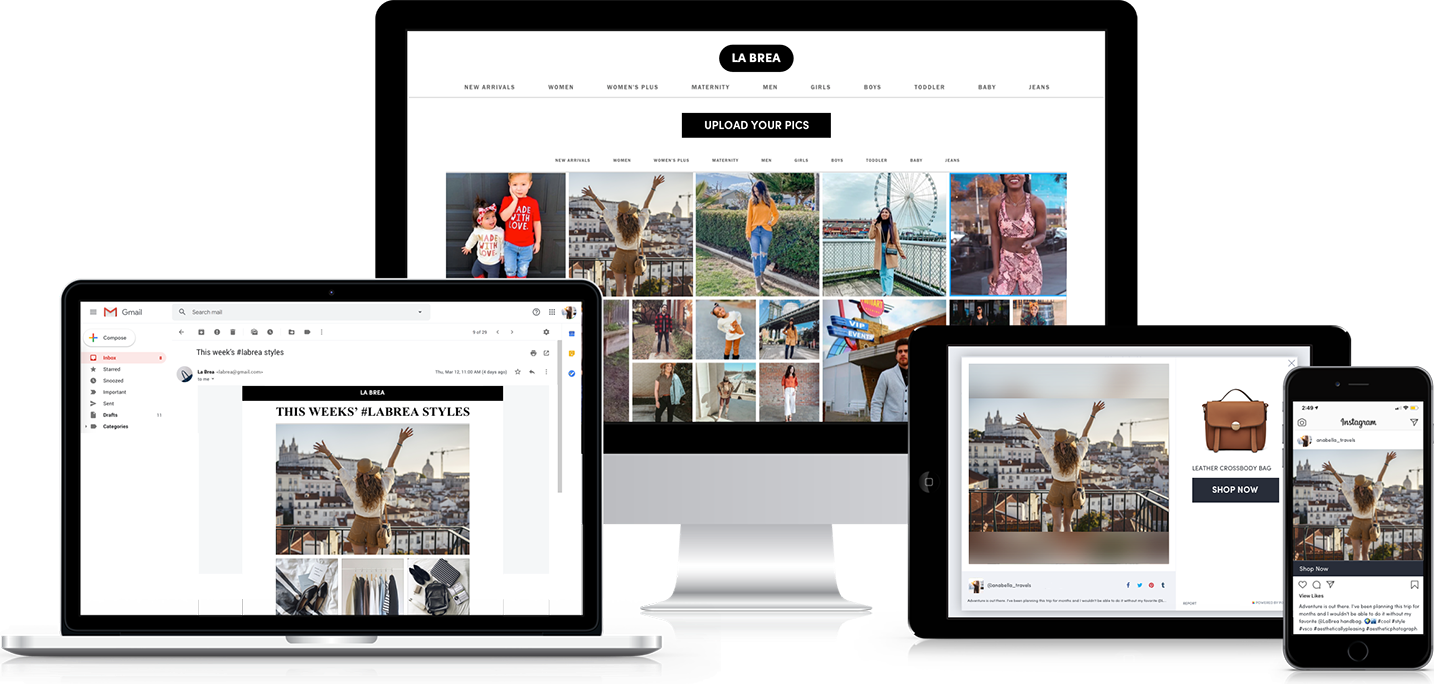 LA BREA
NEW ARRIVALS WOMEN WOMEN'S PLUS MATERNITY MEN GIRLS BOYS TODDLER BABY JEANS
UPLOAD YOUR PICS
NEW ARRIVALS WOMEN WOMEN'S PLUS MATERNITY MEN GIRLS BOYS TODDLER BABY JEANS
MADE
WITH
LOVE.
MADE
WITH
LOVE.
VIP
EVENTS
Gmail
Search mail
Compose
9 of 26
Inbox
Starred
Snoozed
Important
Sent
Drafts 11
Categories
This week's #labrea styles
La Brea <labrea@gmail.com>
to me
Thu, Mar 12, 11:00 AM (4 days ago)
LA BREA
THIS WEEKS' #LABREA STYLES
LEATHER CROSSBODY BAG
SHOP NOW
@anabella_travels
Adventure is out there. I've been planning this trip for months and I wouldn't be able to do it without my favorite
REPORT
POWERED BY
2:49
Instagram
anabella_travels
Shop Now
View Likes
Adventure is out there. I've been planning this trip for
months and I wouldn't be able to do it without my
favorite @LaBrea handbag. 🌍📸 #cool #style
#vsco #aestheticallypleasing #aestheticphotograph